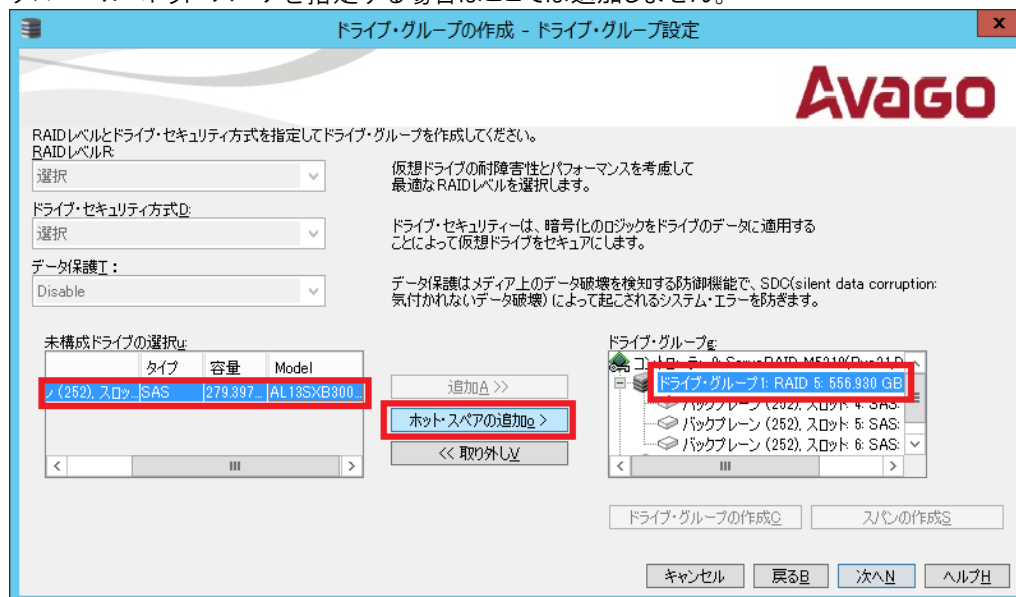 ドライブ・グループの作成 - ドライブ・グループ設定
x
AVAGO
RAIDレベルとドライブ・セキュリティ方式を指定してドライブ・グループを作成してください。
RAIDレベルR:
選択
仮想ドライブの耐障害性とパフォーマンスを考慮して
最適なRAIDレベルを選択します。
ドライブ・セキュリティ方式D:
選択
ドライブ・セキュリティーは、暗号化のロジックをドライブのデータに適用する
ことによって仮想ドライブをセキュアにします。
データ保護T:
Disable
データ保護はメディア上のデータ破壊を検知する防御機能で、SDC(silent data corruption:
気付かれないデータ破壊) によって起こされるシステム・エラーを防ぎます。
未構成ドライブの選択u:
タイプ 容量 Model
(252), スロッ... SAS 279.397... AL13SXB300...
追加A >>
ホット・スペアの追加o >
<< 取り外しV
ドライブ・グループg:
ドライブ・グループ1: RAID 5: 556.930 GB
バックプレーン (252), スロット 4: SAS:
バックプレーン (252), スロット 5: SAS:
バックプレーン (252), スロット 6: SAS:
ドライブ・グループの作成C
スパンの作成S
キャンセル
戻るB
次へN
ヘルプH